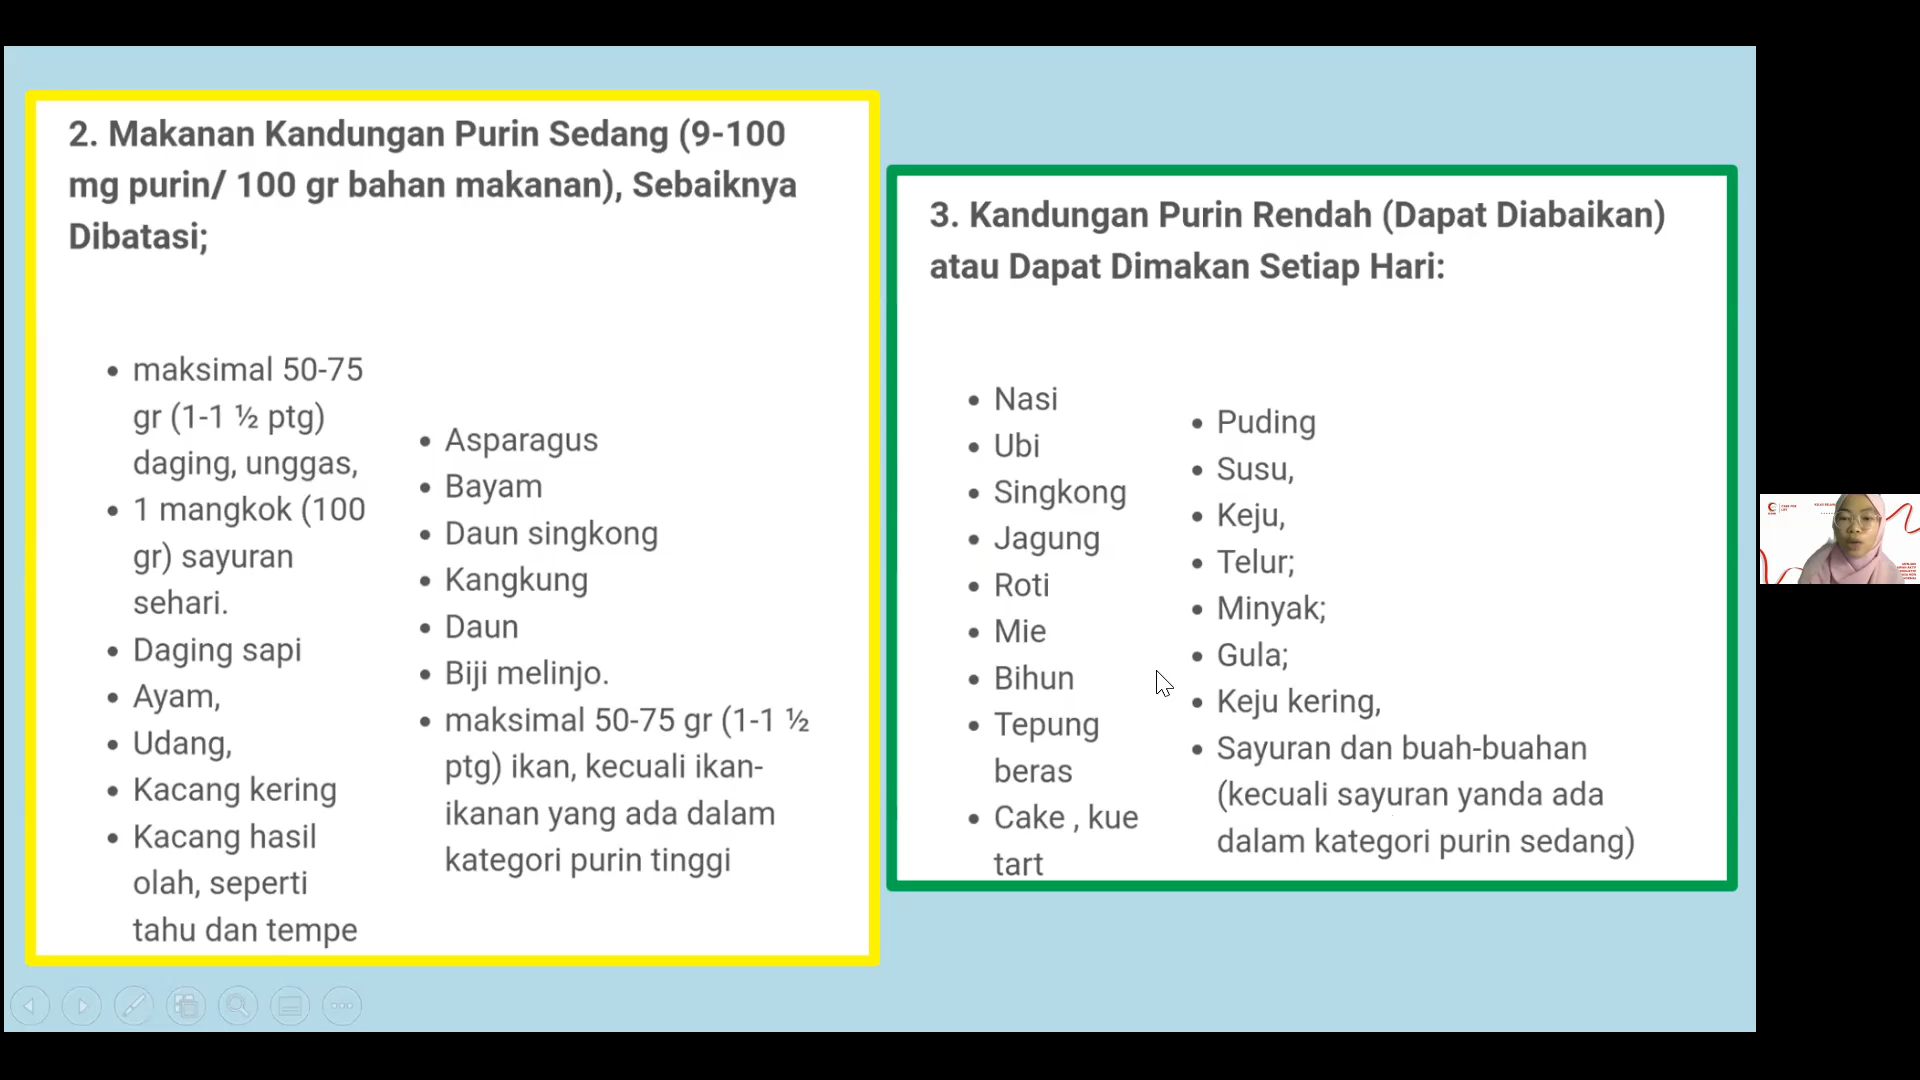 2. Makanan Kandungan Purin Sedang (9-100
mg purin/ 100 gr bahan makanan), Sebaiknya
Dibatasi;
maksimal 50-75
gr (1-1 ½ ptg)
daging, unggas,
1 mangkok (100
gr) sayuran
sehari.
Daging sapi
Ayam,
Udang,
Kacang kering
Kacang hasil
olah, seperti
tahu dan tempe
Asparagus
Bayam
Daun singkong
Kangkung
Daun
Biji melinjo.
maksimal 50-75 gr (1-1 ½
ptg) ikan, kecuali ikan-
ikanan yang ada dalam
kategori purin tinggi
3. Kandungan Purin Rendah (Dapat Diabaikan)
atau Dapat Dimakan Setiap Hari:
Nasi
Ubi
Singkong
Jagung
Roti
Mie
Bihun
Tepung
beras
Cake , kue
tart
Puding
Susu,
Keju,
Telur;
Minyak;
Gula;
Keju kering,
Sayuran dan buah-buahan
(kecuali sayuran yanda ada
dalam kategori purin sedang)